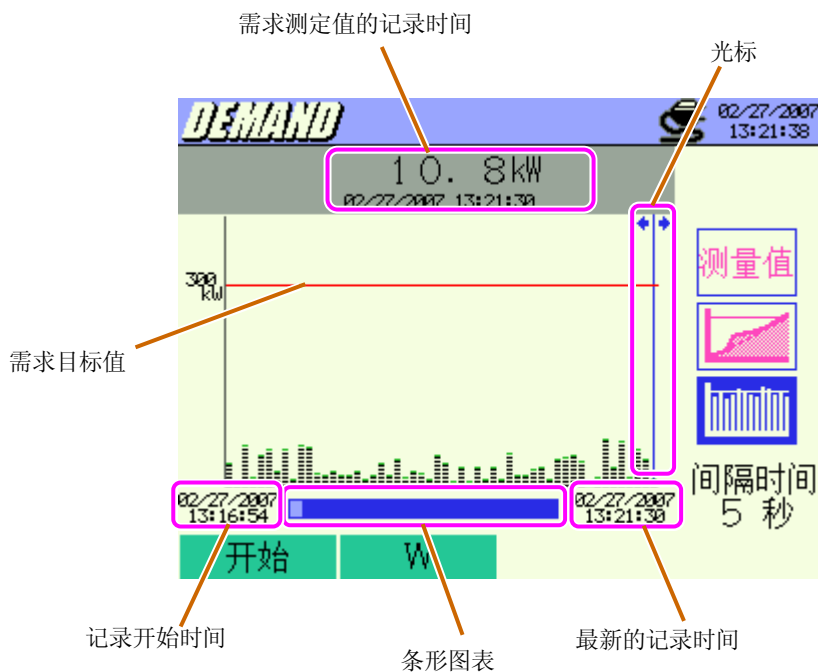 需求测定值的记录时间
光标
DEMAND
02/27/2007
13:21:38
10. 8kW
02/27/2007 13:21:30
300
kW
测量值
需求目标值
间隔时间
5 秒
02/27/2007
13:16:54
02/27/2007
13:21:30
开始
W
记录开始时间
条形图表
最新的记录时间